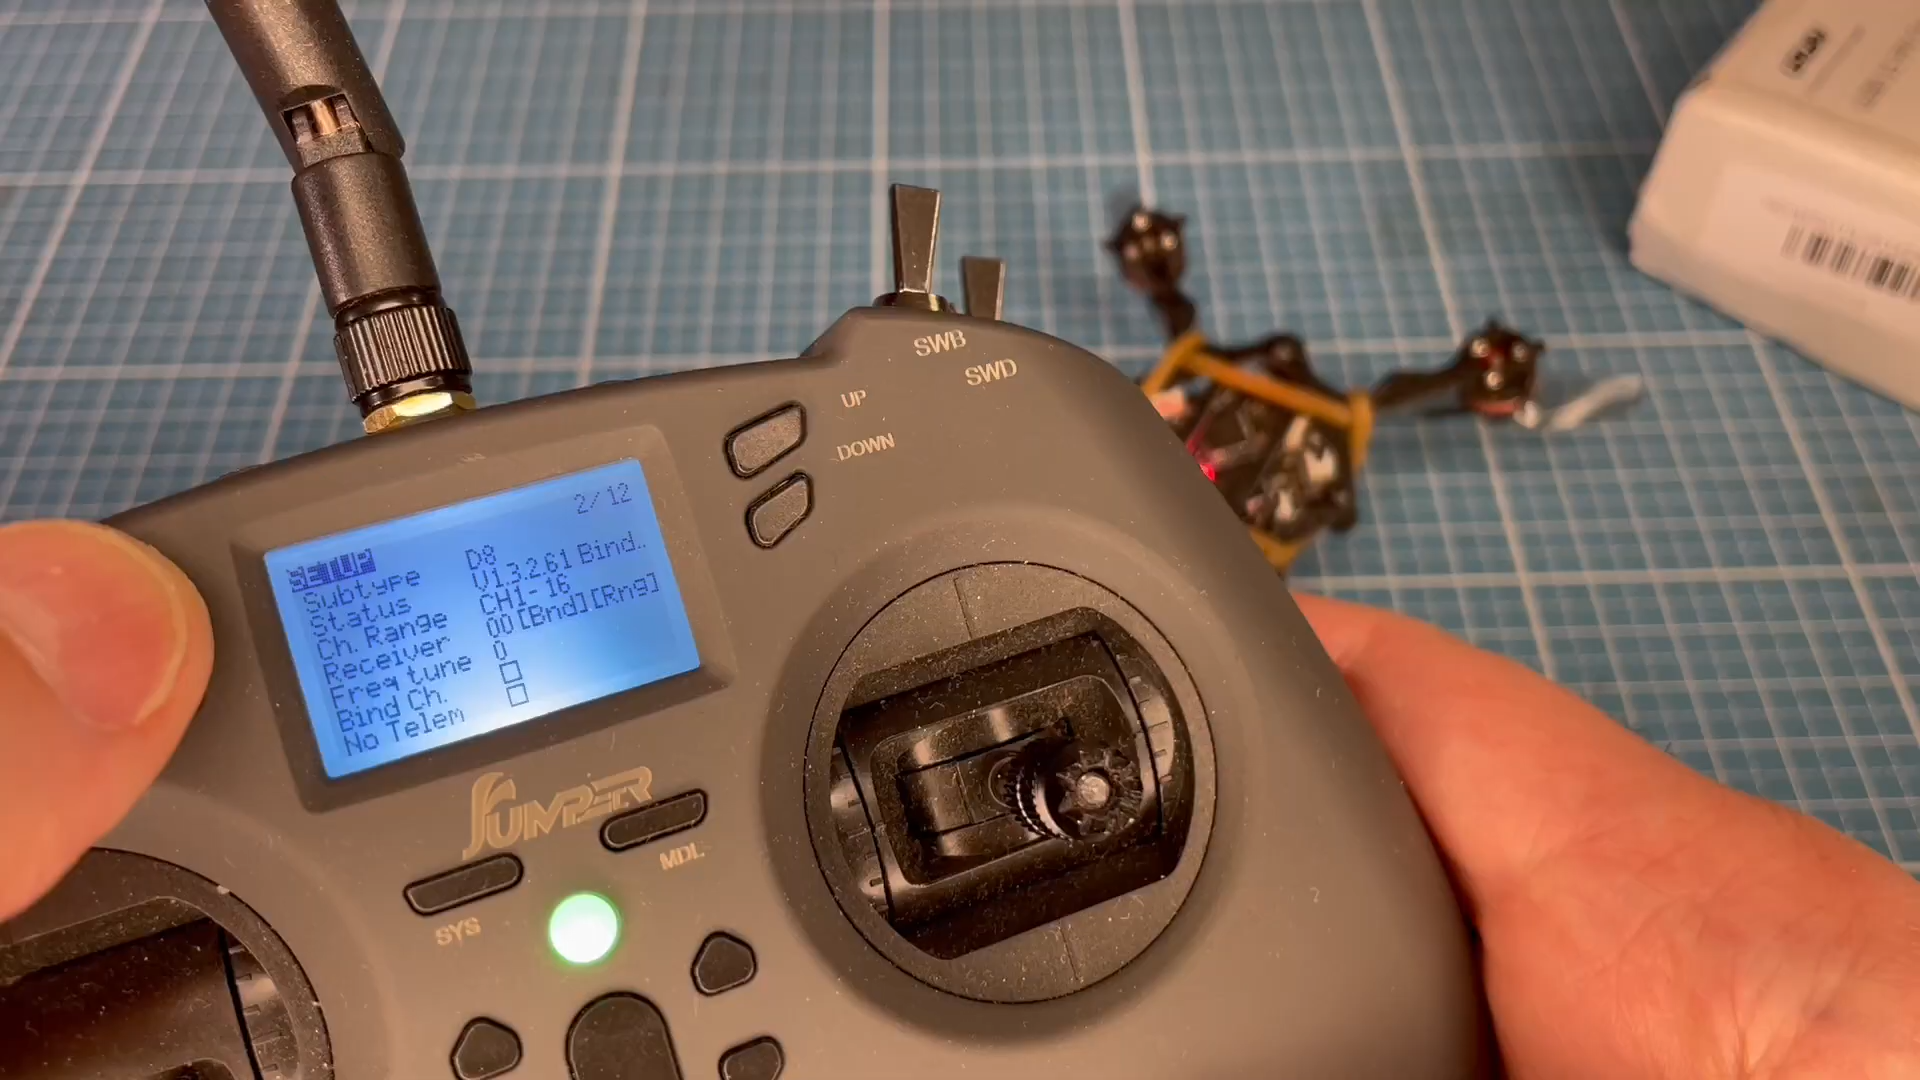 SWB
SWD
UP
DOWN
2/12
SETUP
Subtype D8
Status V1.3.2.61 Bind..
Ch. Range CH1-16
Receiver 00 [Bnd][Rng]
Freq tune 0
Bind Ch.
No Telem
JUMPER
MDL
SYS